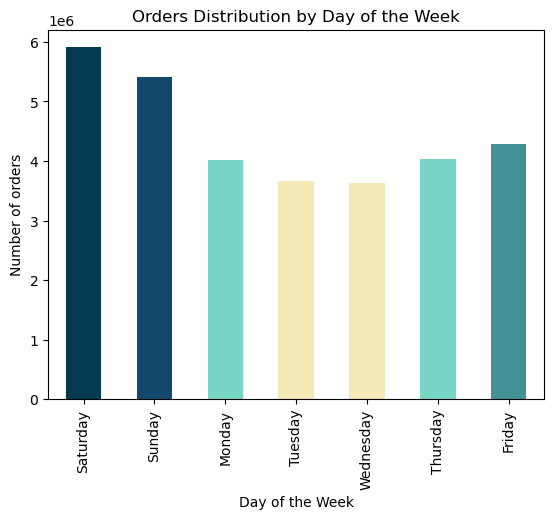 Orders Distribution by Day of the Week
1e6
6
5
4
3
2
1
0
Number of orders
Saturday
Sunday
Monday
Tuesday
Wednesday
Thursday
Friday
Day of the Week